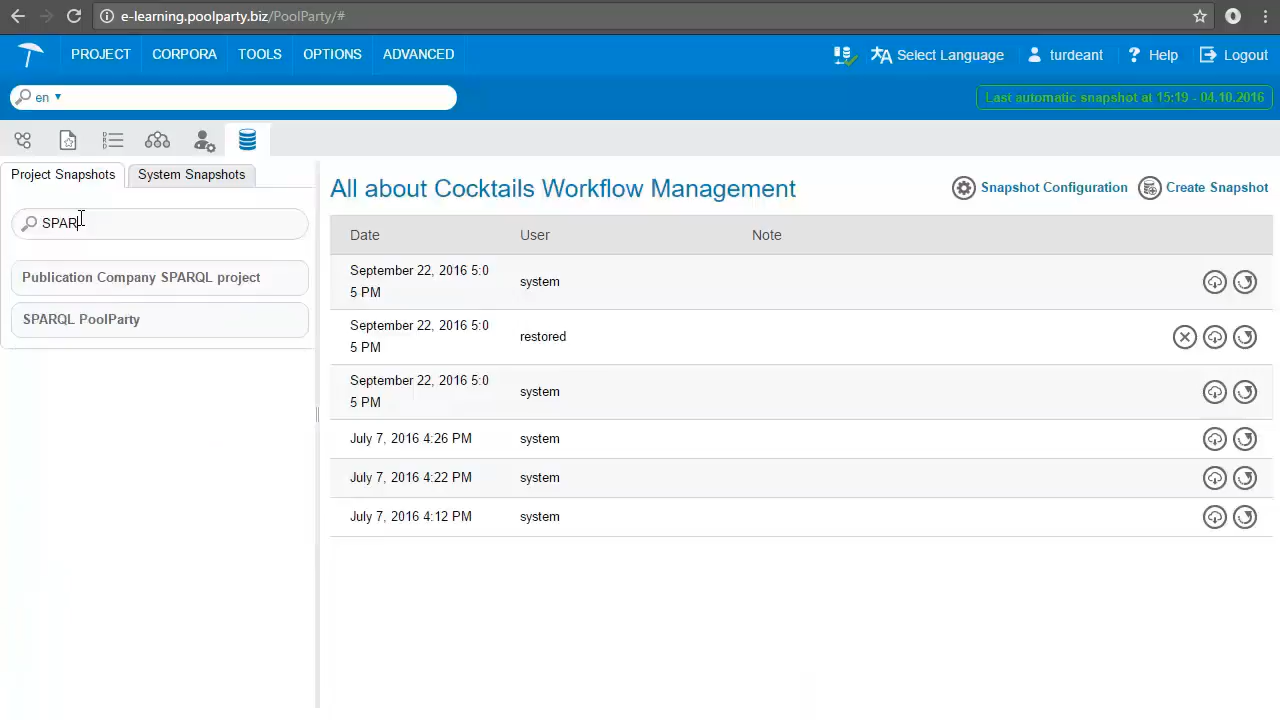 e-learning.poolparty.biz/PoolParty/#
PROJECT CORPORA TOOLS OPTIONS ADVANCED Select Language turdeant ? Help Logout
en Last automatic snapshot at 15:19 - 04.10.2016
Project Snapshots System Snapshots
All about Cocktails Workflow Management Snapshot Configuration Create Snapshot
SPAR
Date User Note
Publication Company SPARQL project
SPARQL PoolParty
September 22, 2016 5:0
5 PM
system
September 22, 2016 5:0
5 PM
restored
September 22, 2016 5:0
5 PM
system
July 7, 2016 4:26 PM system
July 7, 2016 4:22 PM system
July 7, 2016 4:12 PM system